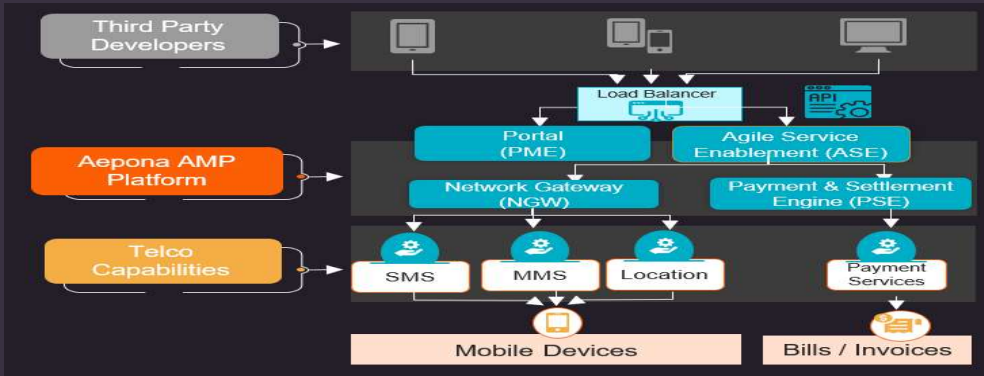 Third Party
Developers
Load Balancer
API
Portal
(PME)
Agile Service
Enablement (ASE)
Aepona AMP
Platform
Network Gateway
(NGW)
Payment & Settlement
Engine (PSE)
Telco
Capabilities
SMS
MMS
Location
Payment
Services
Mobile Devices
Bills / Invoices